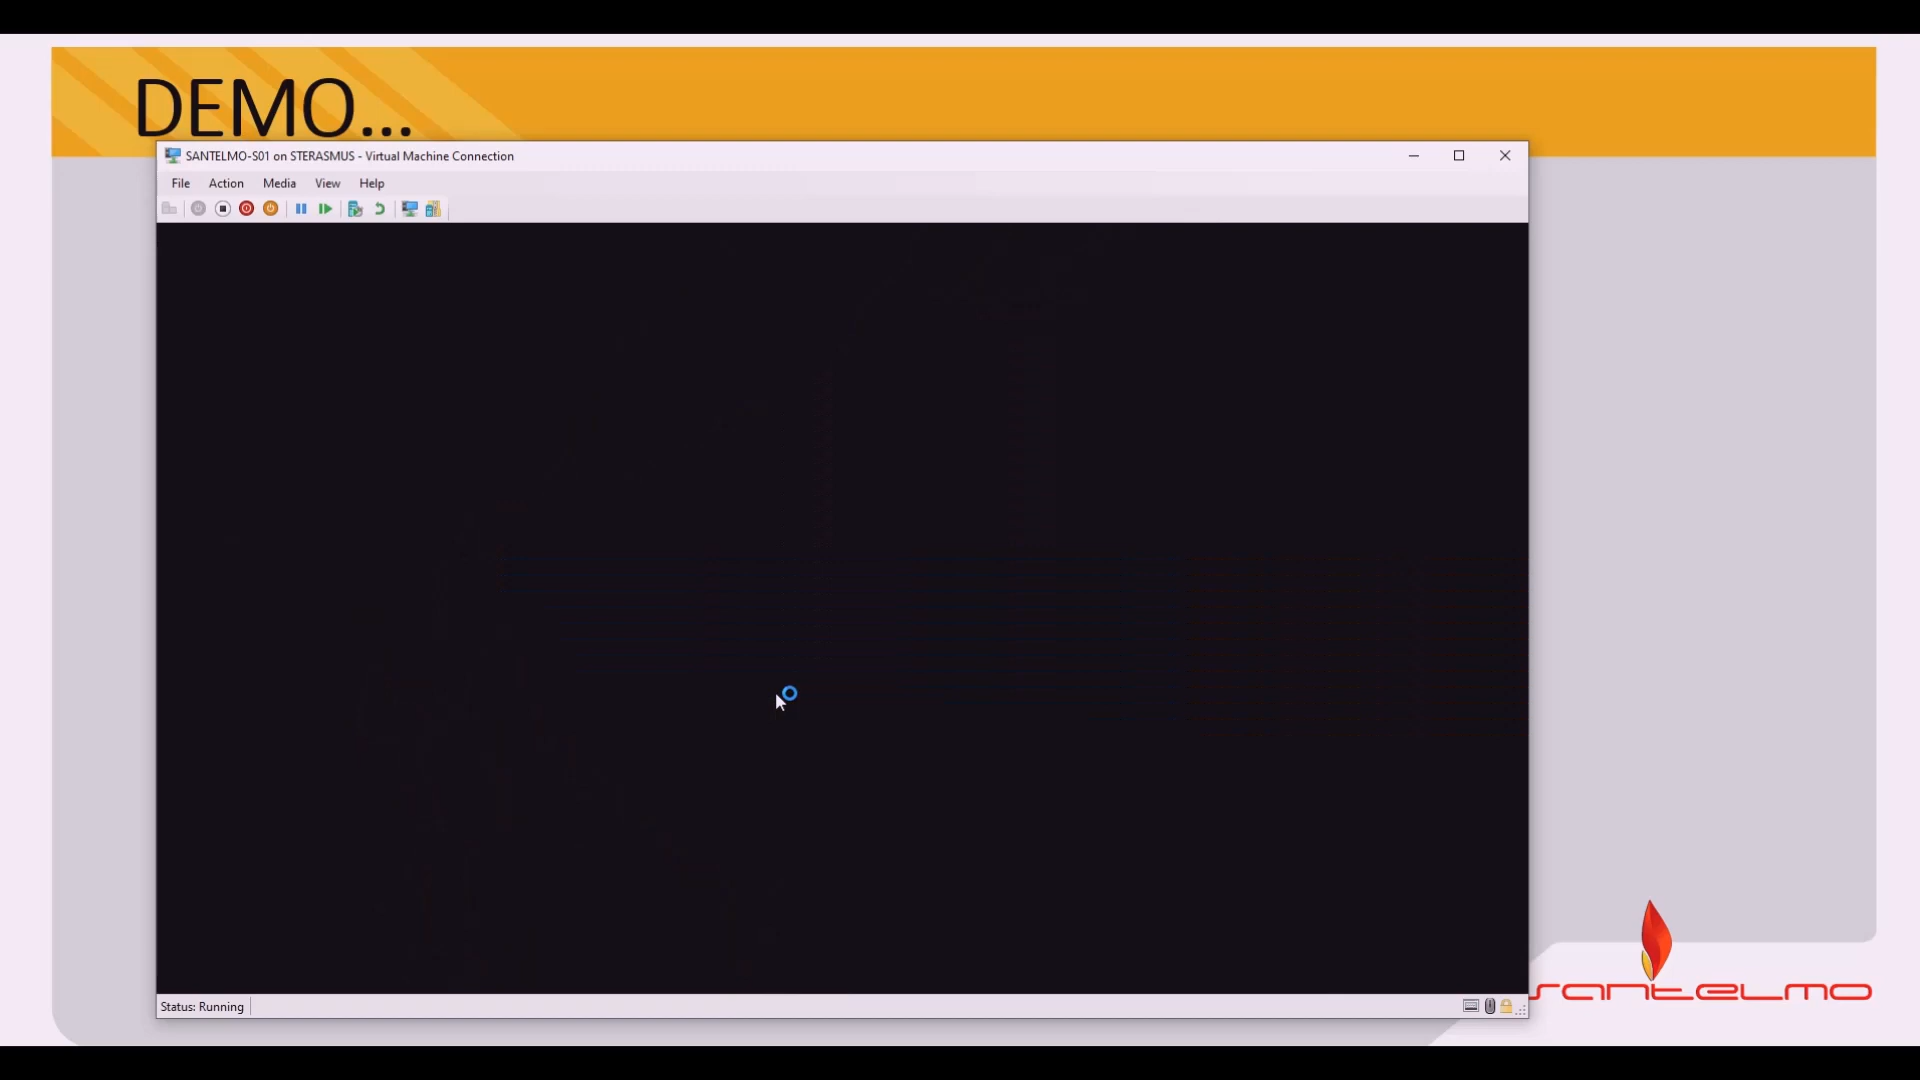 DEMO...
SANTELMO-S01 on STERASMUS - Virtual Machine Connection
File Action Media View Help
Status: Running
santelmo